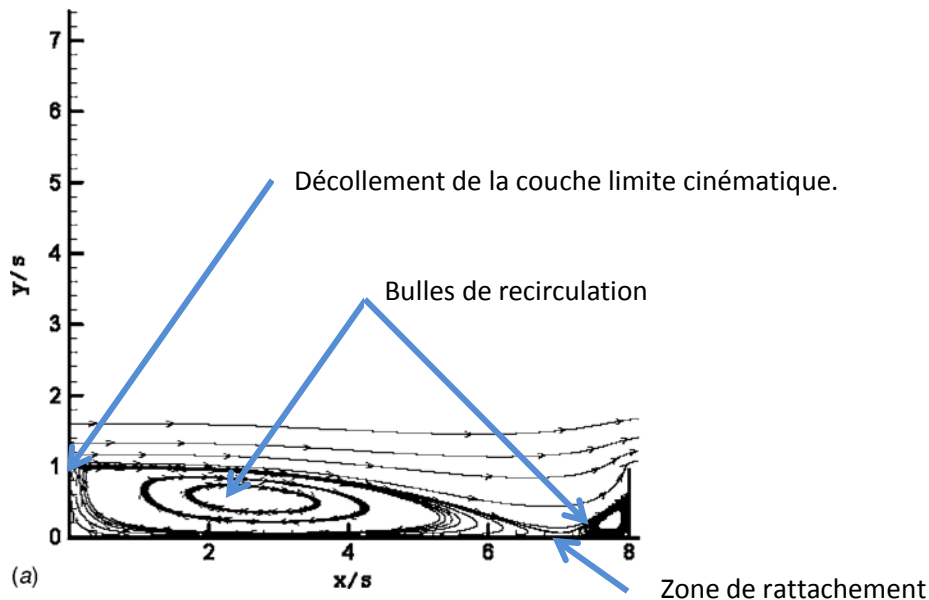 7
6
5
4
3
2
1
0
y/s
Décollement de la couche limite cinématique.
Bulles de recirculation
2
4
6
8
x/s
(a)
Zone de rattachement